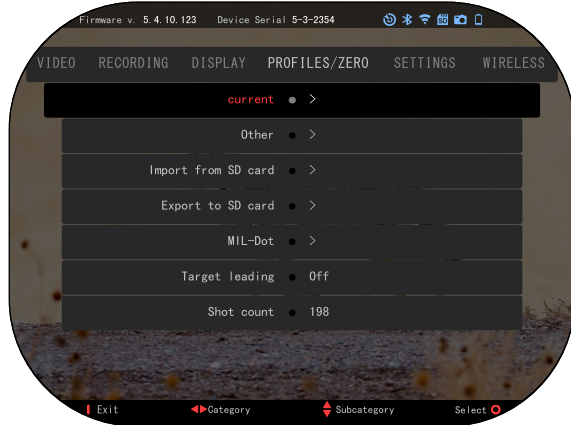 Firmware v. 5.4.10.123 Device Serial 5-3-2354
VIDEO RECORDING DISPLAY PROFILES/ZERO SETTINGS WIRELESS
current >
Other >
Import from SD card >
Export to SD card >
MIL-Dot >
Target leading Off
Shot count 198
Exit Category Subcategory Select